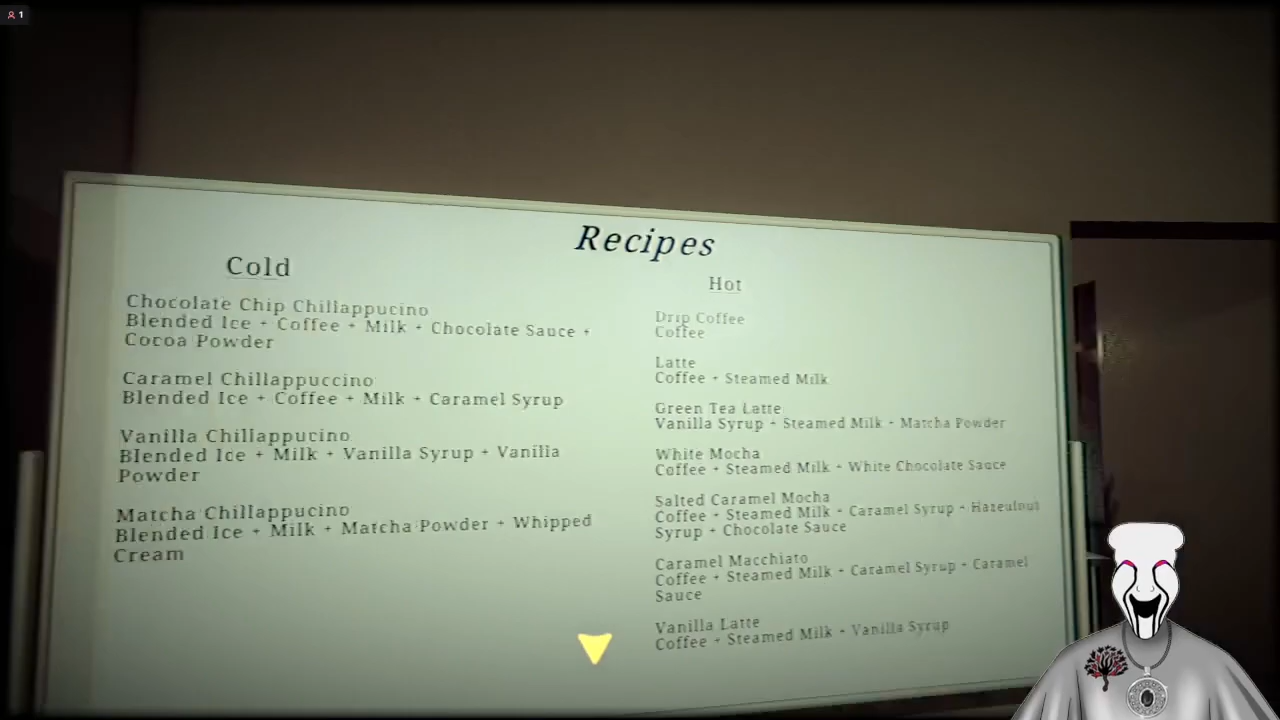 1
Recipes
Cold
Chocolate Chip Chillappucino
Blended Ice + Coffee + Milk + Chocolate Sauce +
Cocoa Powder
Caramel Chillappuccino
Blended Ice + Coffee + Milk + Caramel Syrup
Vanilla Chillappucino
Blended Ice + Milk + Vanilla Syrup + Vanilla
Powder
Matcha Chillappucino
Blended Ice + Milk + Matcha Powder + Whipped
Cream
Hot
Drip Coffee
Coffee
Latte
Coffee + Steamed Milk
Green Tea Latte
Vanilla Syrup + Steamed Milk + Matcha Powder
White Mocha
Coffee + Steamed Milk + White Chocolate Sauce
Salted Caramel Mocha
Coffee + Steamed Milk + Caramel Syrup + Hazelnut
Syrup + Chocolate Sauce
Caramel Macchiato
Coffee + Steamed Milk + Caramel Syrup + Caramel
Sauce
Vanilla Latte
Coffee + Steamed Milk + Vanilla Syrup